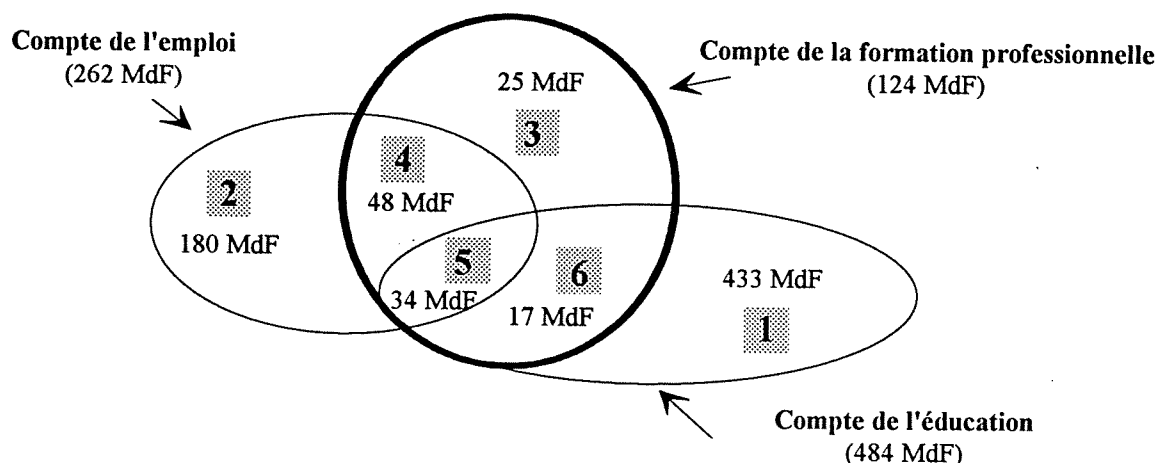 Compte de l'emploi
(262 MdF)
Compte de la formation professionnelle
(124 MdF)
25 MdF
3
4
48 MdF
2
180 MdF
5
34 MdF
6
17 MdF
433 MdF
1
Compte de l'éducation
(484 MdF)